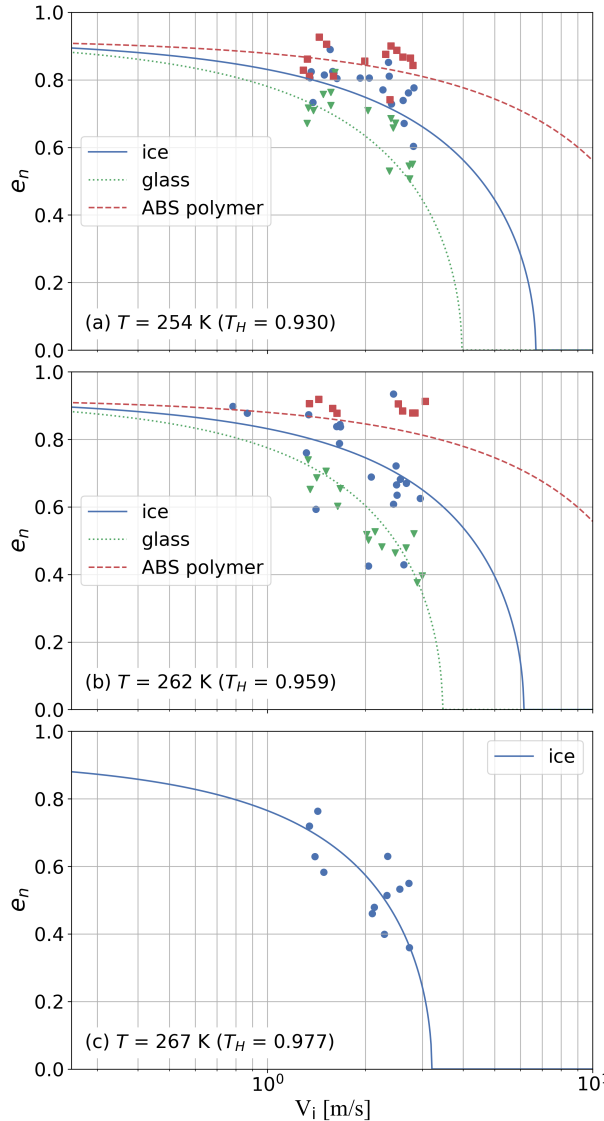 1.0
0.8
0.6
0.4
0.2
0.0
e_n
ice
glass
ABS polymer
(a) T = 254 K (T_H = 0.930)
1.0
0.8
0.6
0.4
0.2
0.0
e_n
ice
glass
ABS polymer
(b) T = 262 K (T_H = 0.959)
1.0
0.8
0.6
0.4
0.2
0.0
e_n
ice
(c) T = 267 K (T_H = 0.977)
10^0
10^1
V_i [m/s]